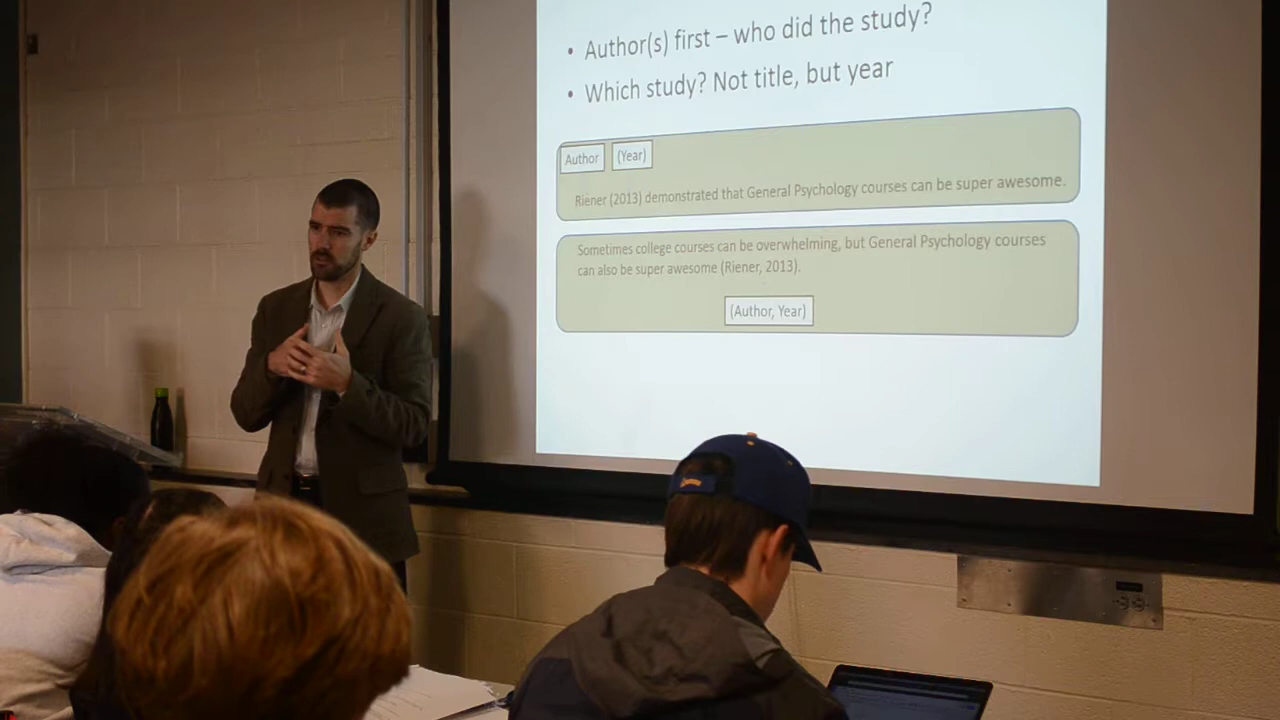 • Author(s) first – who did the study?
• Which study? Not title, but year
Author (Year)
Riener (2013) demonstrated that General Psychology courses can be super awesome.
Sometimes college courses can be overwhelming, but General Psychology courses
can also be super awesome (Riener, 2013).
(Author, Year)